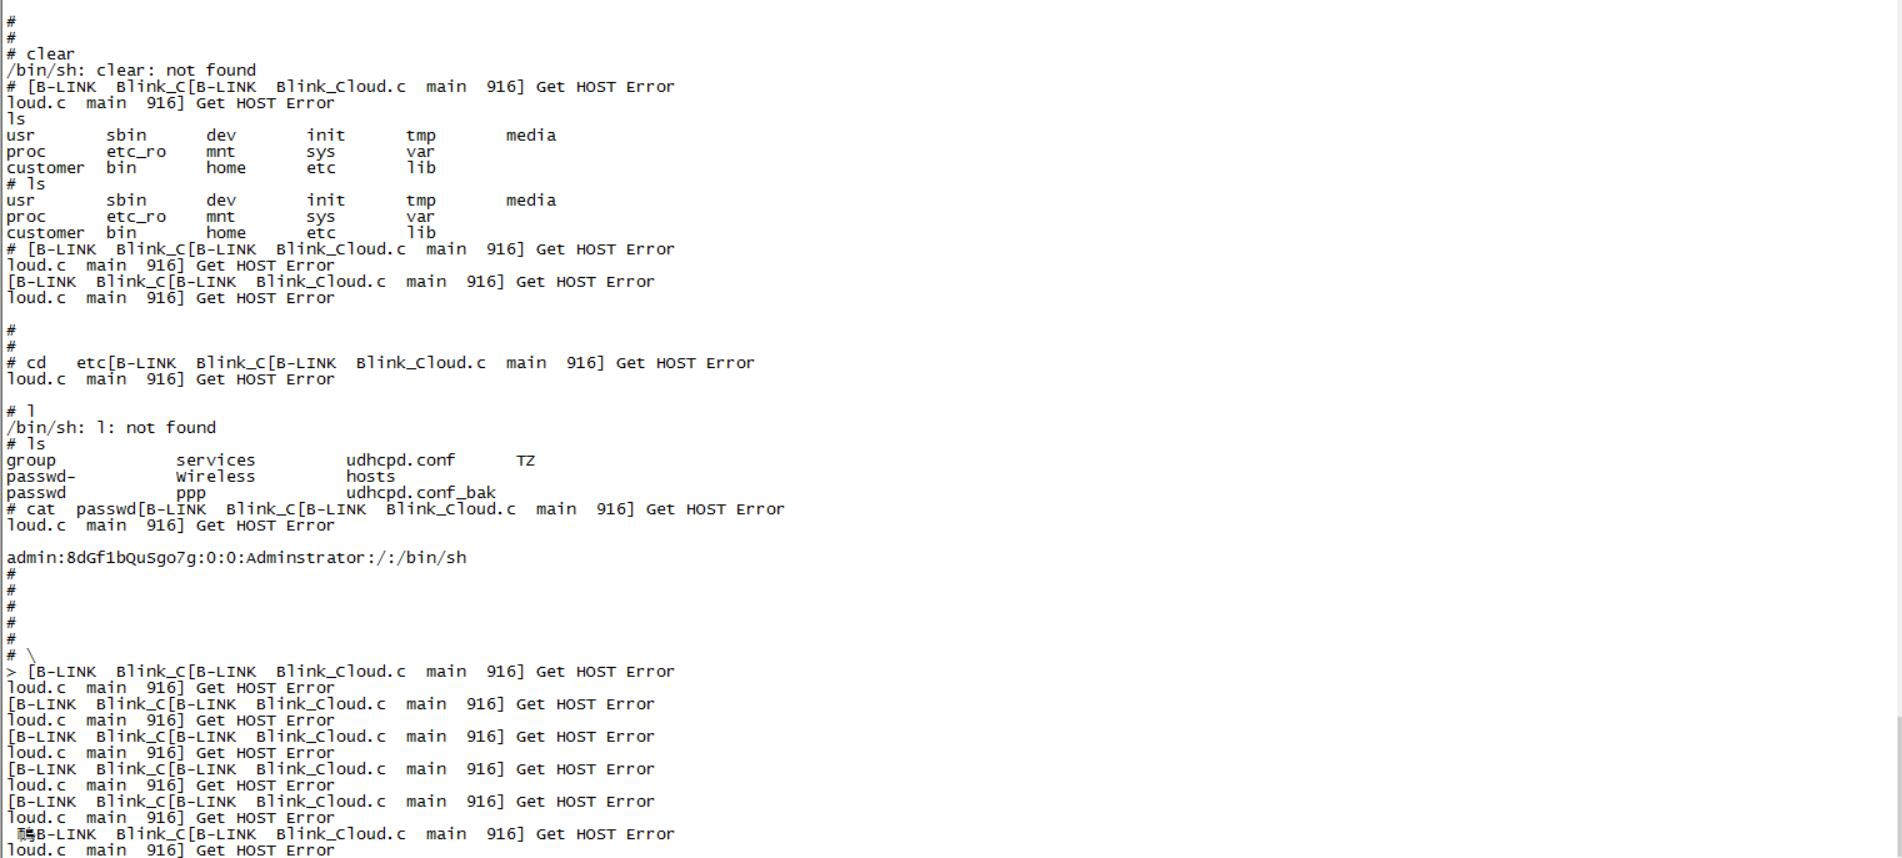 #
#
# clear
/bin/sh: clear: not found
# [B-LINK  Blink_C[B-LINK  Blink_Cloud.c  main  916] Get HOST Error
loud.c  main  916] Get HOST Error
ls
usr       sbin      dev       init      tmp       media
proc      etc_ro    mnt       sys       var
customer  bin       home      etc       lib
# ls
usr       sbin      dev       init      tmp       media
proc      etc_ro    mnt       sys       var
customer  bin       home      etc       lib
# [B-LINK  Blink_C[B-LINK  Blink_Cloud.c  main  916] Get HOST Error
loud.c  main  916] Get HOST Error
[B-LINK  Blink_C[B-LINK  Blink_Cloud.c  main  916] Get HOST Error
loud.c  main  916] Get HOST Error
#
#
# cd   etc[B-LINK  Blink_C[B-LINK  Blink_Cloud.c  main  916] Get HOST Error
loud.c  main  916] Get HOST Error
# l
/bin/sh: l: not found
# ls
group            services         udhcpd.conf      TZ
passwd-          Wireless         hosts
passwd           ppp              udhcpd.conf_bak
# cat  passwd[B-LINK  Blink_C[B-LINK  Blink_Cloud.c  main  916] Get HOST Error
loud.c  main  916] Get HOST Error
admin:8dGf1bQuSgo7g:0:0:Adminstrator:/:/bin/sh
#
#
#
#
#
# \
> [B-LINK  Blink_C[B-LINK  Blink_Cloud.c  main  916] Get HOST Error
loud.c  main  916] Get HOST Error
[B-LINK  Blink_C[B-LINK  Blink_Cloud.c  main  916] Get HOST Error
loud.c  main  916] Get HOST Error
[B-LINK  Blink_C[B-LINK  Blink_Cloud.c  main  916] Get HOST Error
loud.c  main  916] Get HOST Error
[B-LINK  Blink_C[B-LINK  Blink_Cloud.c  main  916] Get HOST Error
loud.c  main  916] Get HOST Error
[B-LINK  Blink_C[B-LINK  Blink_Cloud.c  main  916] Get HOST Error
loud.c  main  916] Get HOST Error
B-LINK  Blink_C[B-LINK  Blink_Cloud.c  main  916] Get HOST Error
loud.c  main  916] Get HOST Error